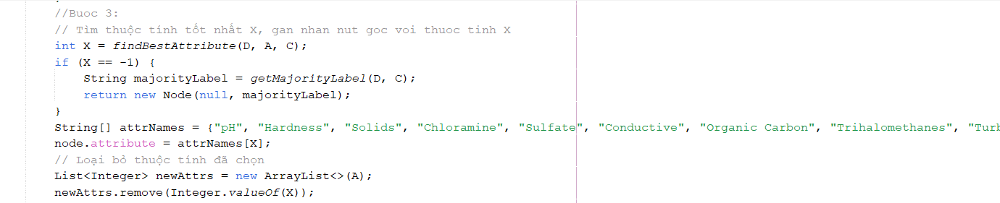 //Buoc 3:
// Tìm thuộc tính tốt nhất X, gan nhan nut goc voi thuoc tinh X
int X = findBestAttribute(D, A, C);
if (X == -1) {
String majorityLabel = getMajorityLabel(D, C);
return new Node(null, majorityLabel);
}
String[] attrNames = {"pH", "Hardness", "Solids", "Chloramine", "Sulfate", "Conductive", "Organic Carbon", "Trihalomethanes", "Turb
node.attribute = attrNames[X];
// Loại bỏ thuộc tính đã chọn
List<Integer> newAttrs = new ArrayList<>(A);
newAttrs.remove(Integer.valueOf(X));